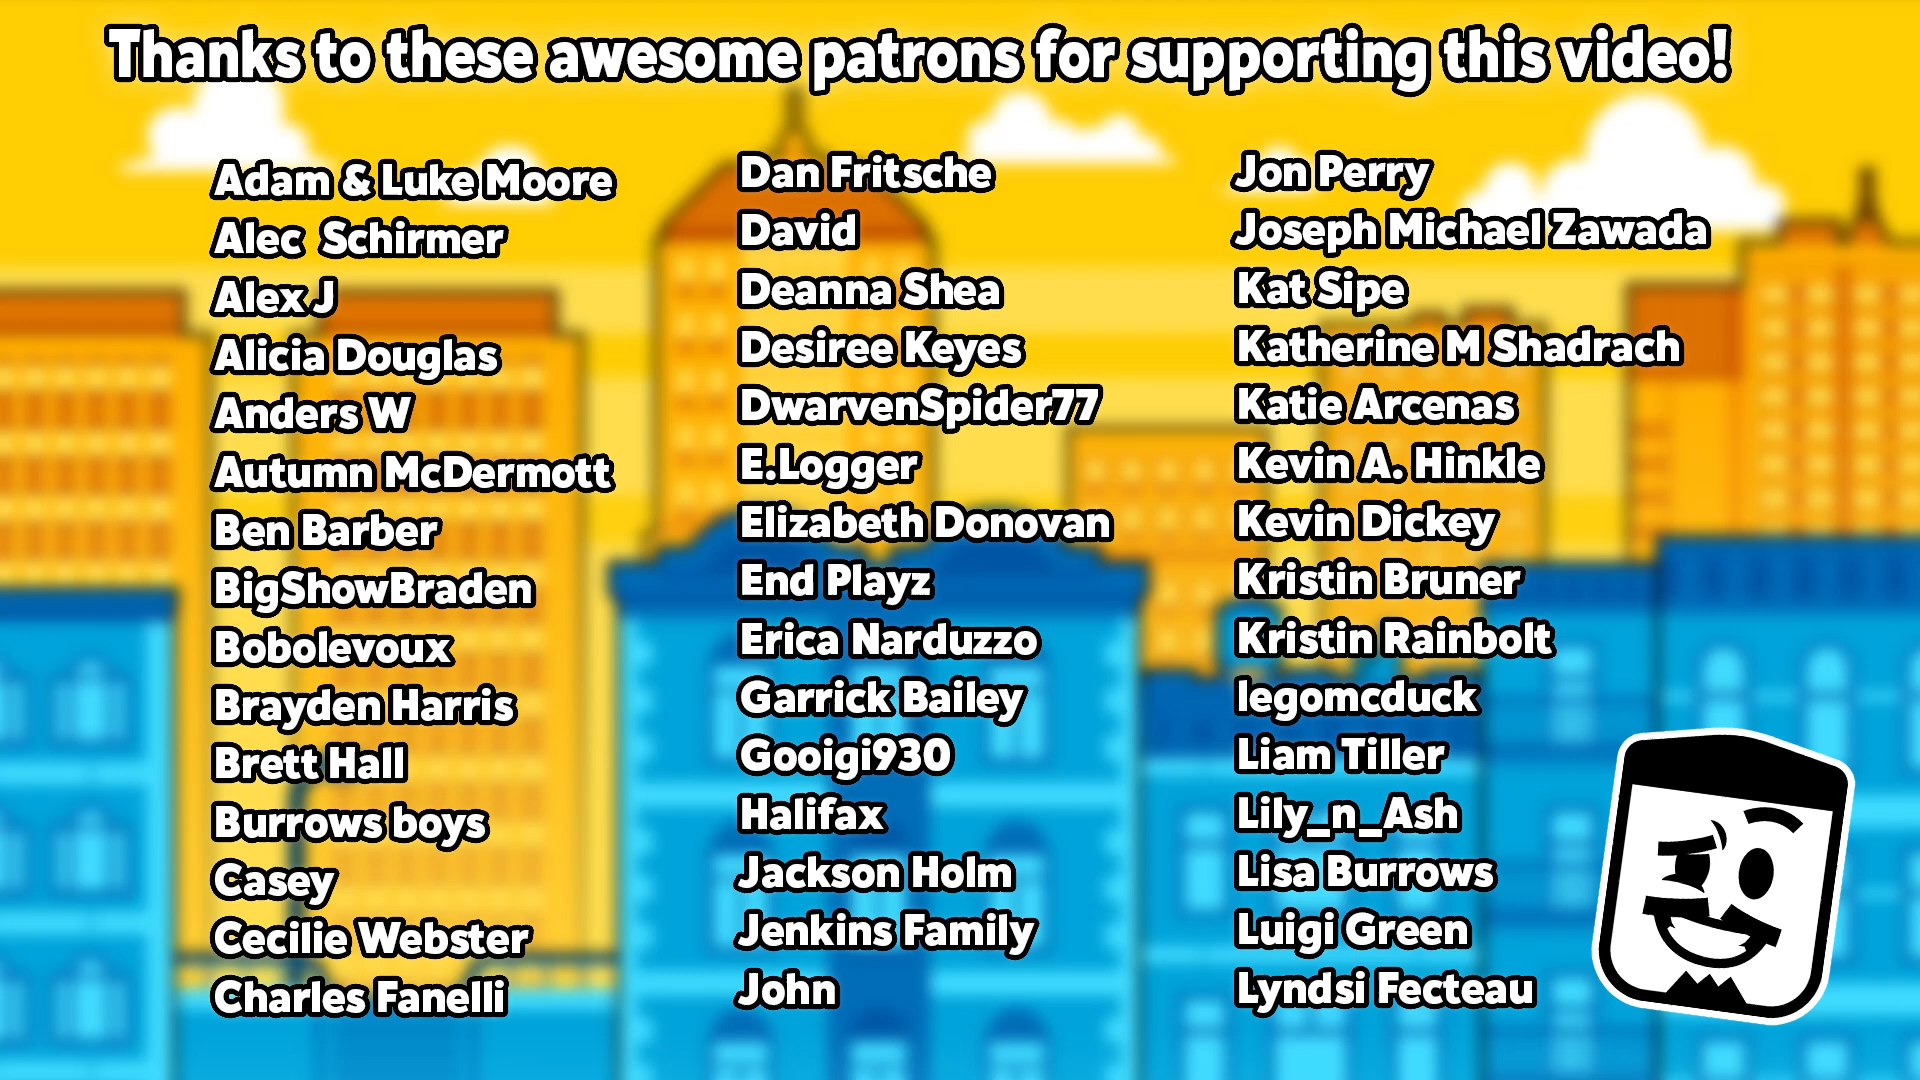 Thanks to these awesome patrons for supporting this video!
Adam & Luke Moore
Alec  Schirmer
Alex J
Alicia Douglas
Anders W
Autumn McDermott
Ben Barber
BigShowBraden
Bobolevoux
Brayden Harris
Brett Hall
Burrows boys
Casey
Cecilie Webster
Charles Fanelli
Dan Fritsche
David
Deanna Shea
Desiree Keyes
DwarvenSpider77
E.Logger
Elizabeth Donovan
End Playz
Erica Narduzzo
Garrick Bailey
Gooigi930
Halifax
Jackson Holm
Jenkins Family
John
Jon Perry
Joseph Michael Zawada
Kat Sipe
Katherine M Shadrach
Katie Arcenas
Kevin A. Hinkle
Kevin Dickey
Kristin Bruner
Kristin Rainbolt
legomcduck
Liam Tiller
Lily_n_Ash
Lisa Burrows
Luigi Green
Lyndsi Fecteau